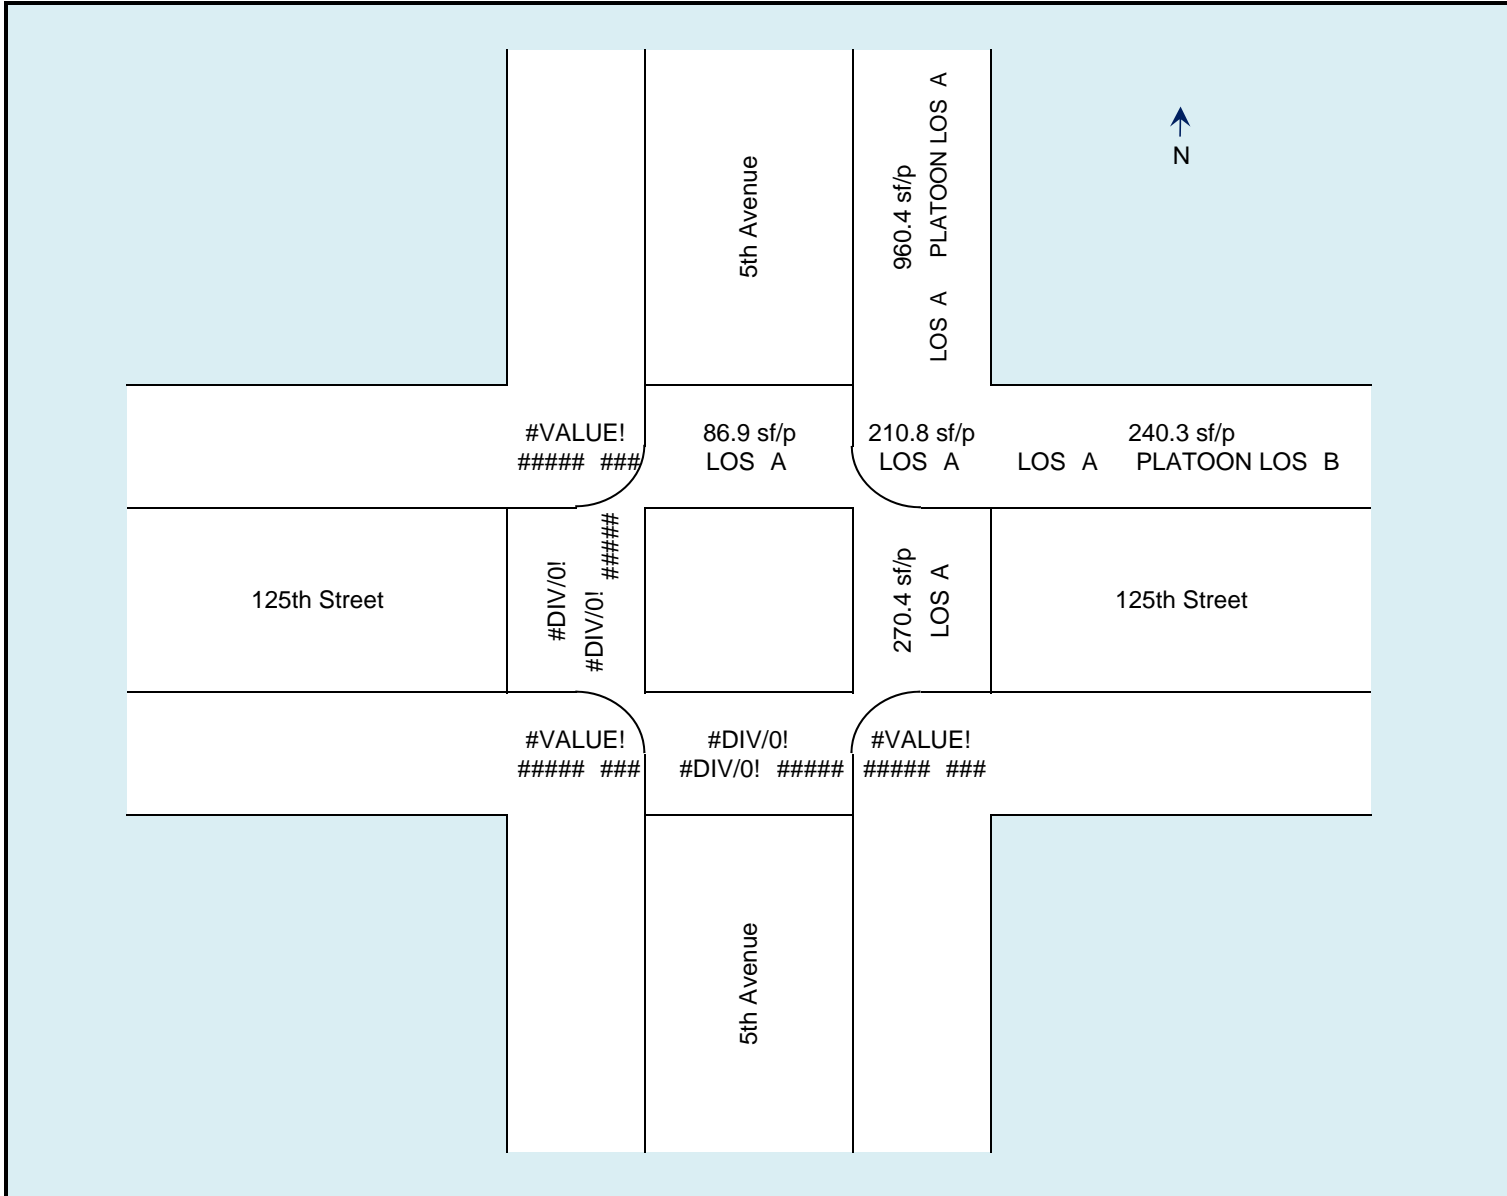 960.4 sf/p
LOS A PLATOON LOS A
5th Avenue
N
#VALUE!
##### ###
86.9 sf/p
LOS A
210.8 sf/p
LOS A
240.3 sf/p
LOS A PLATOON LOS B
125th Street
#DIV/0!
#DIV/0! #####
270.4 sf/p
LOS A
125th Street
#VALUE!
##### ###
#DIV/0!
#DIV/0! #####
#VALUE!
##### ###
5th Avenue